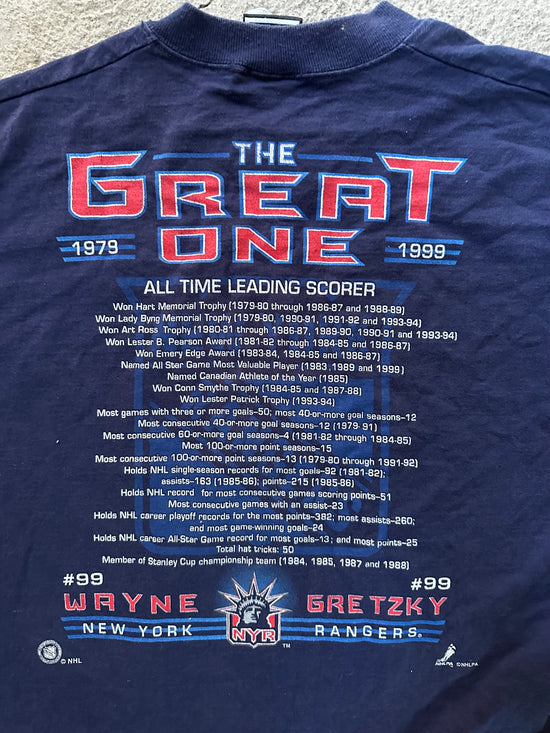 THE
GREAT
1979 ONE 1999
ALL TIME LEADING SCORER
Won Hart Memorial Trophy (1979-80 through 1986-87 and 1988-89)
Won Lady Byng Memorial Trophy (1979-80, 1990-91, 1991-92 and 1993-94)
Won Art Ross Trophy (1980-81 through 1986-87, 1989-90, 1990-91 and 1993-94)
Won Lester B. Pearson Award (1981-82 through 1984-85 and 1986-87)
Won Emery Edge Award (1983-84, 1984-85 and 1986-87)
Named All Star Game Most Valuable Player (1983, 1989 and 1999)
Named Canadian Athlete of the Year (1985)
Won Conn Smythe Trophy (1984-85 and 1987-88)
Won Lester Patrick Trophy (1993-94)
Most games with three or more goals-50; most 40-or-more goal seasons-12
Most consecutive 40-or-more goal seasons-12 (1979-91)
Most consecutive 60-or-more goal seasons-4 (1981-82 through 1984-85)
Most 100-or-more point seasons-15
Most consecutive 100-or-more point seasons-13 (1979-80 through 1991-92)
Holds NHL single-season records for most goals-92 (1981-82);
assists-163 (1985-86); points-215 (1985-86)
Holds NHL record for most consecutive games scoring points-51
Most consecutive games with an assist-23
Holds NHL career playoff records for the most points-382; most assists-260;
and most game-winning goals-24
Holds NHL career All-Star Game record for most goals-13; and most points-25
Total hat tricks: 50
Member of Stanley Cup championship team (1984, 1985, 1987 and 1988)
#99 #99
WAYNE GRETZKY
NEW YORK NYR RANGERS®
™
© NHL NHLPA ©NHLPA